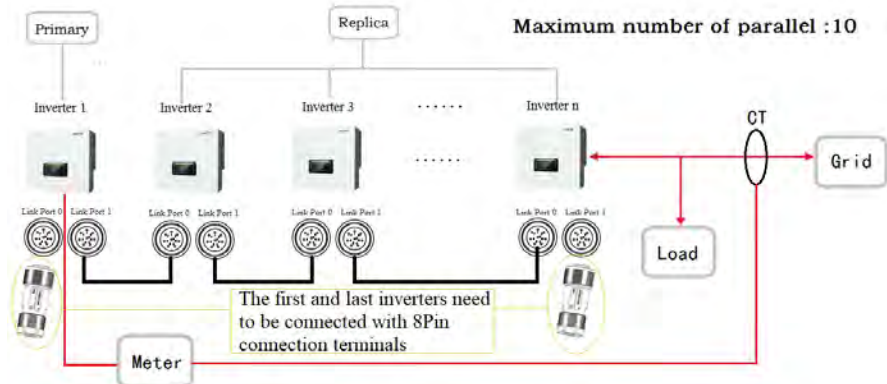 Primary
Replica
Maximum number of parallel :10
Inverter 1
Inverter 2
Inverter 3
......
Inverter n
......
CT
Grid
Link Port 0
Link Port 1
Link Port 0
Link Port 1
Link Port 0
Link Port 1
Link Port 0
Link Port 1
Load
The first and last inverters need
to be connected with 8Pin
connection terminals
Meter